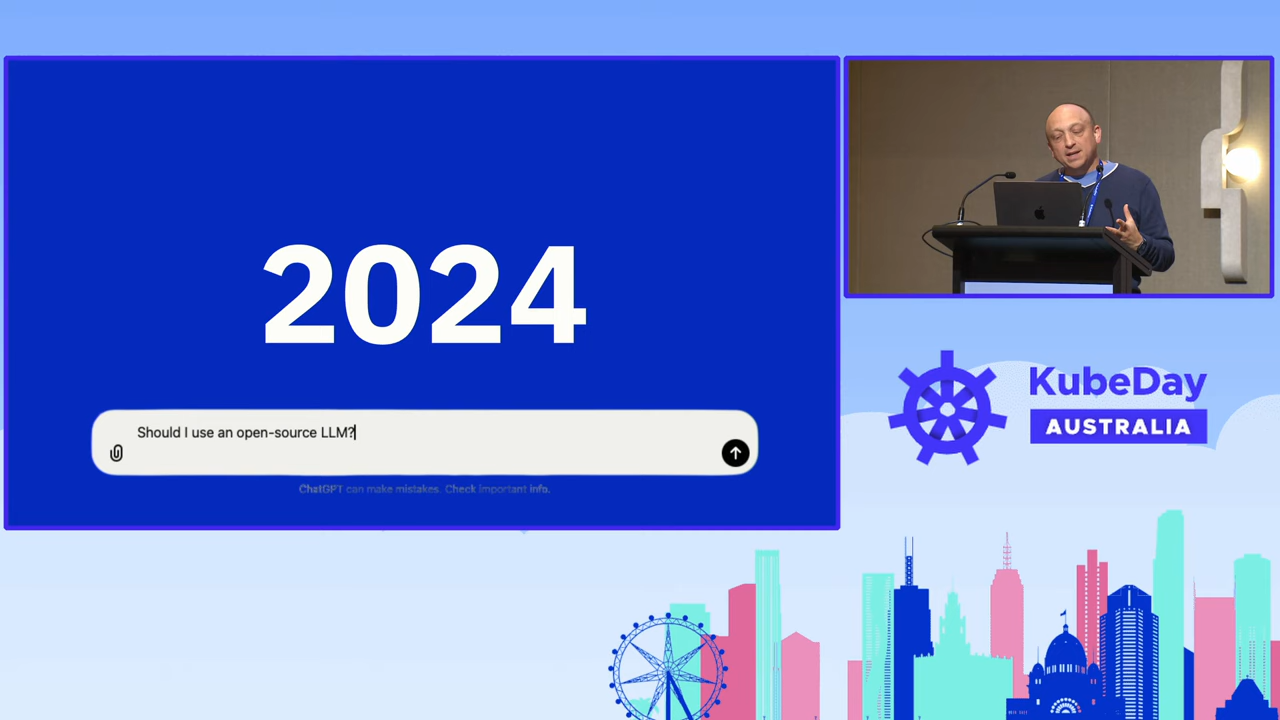 2024
Should I use an open-source LLM?
ChatGPT can make mistakes. Check important info.
KubeDay
AUSTRALIA